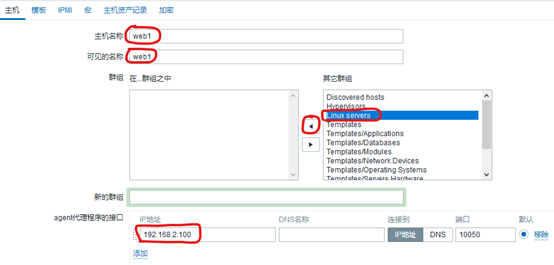 主机 模板 IPMI 宏 主机资产记录 加密
主机名称 web1
可见的名称 web1
群组 在...群组之中 其它群组
Discovered hosts
Hypervisors
Linux servers
Templates
Templates/Applications
Templates/Databases
Templates/Modules
Templates/Network Devices
Templates/Operating Systems
Templates/Servers Hardware
新的群组
agent代理程序的接口 IP地址 DNS名称 连接到 端口 默认
192.168.2.100 IP地址 DNS 10050 移除
添加